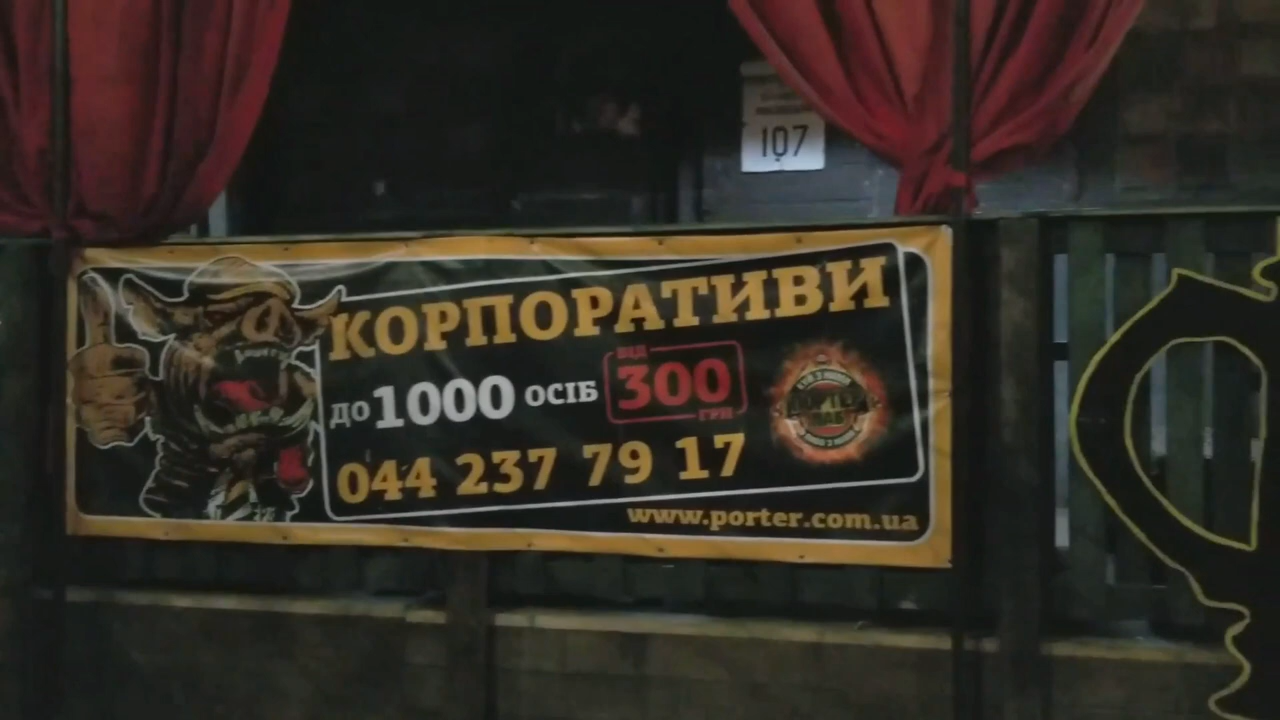 107
КОРПОРАТИВИ
до 1000 осіб
ВІД
300
ГРН
044 237 79 17
www.porter.com.ua